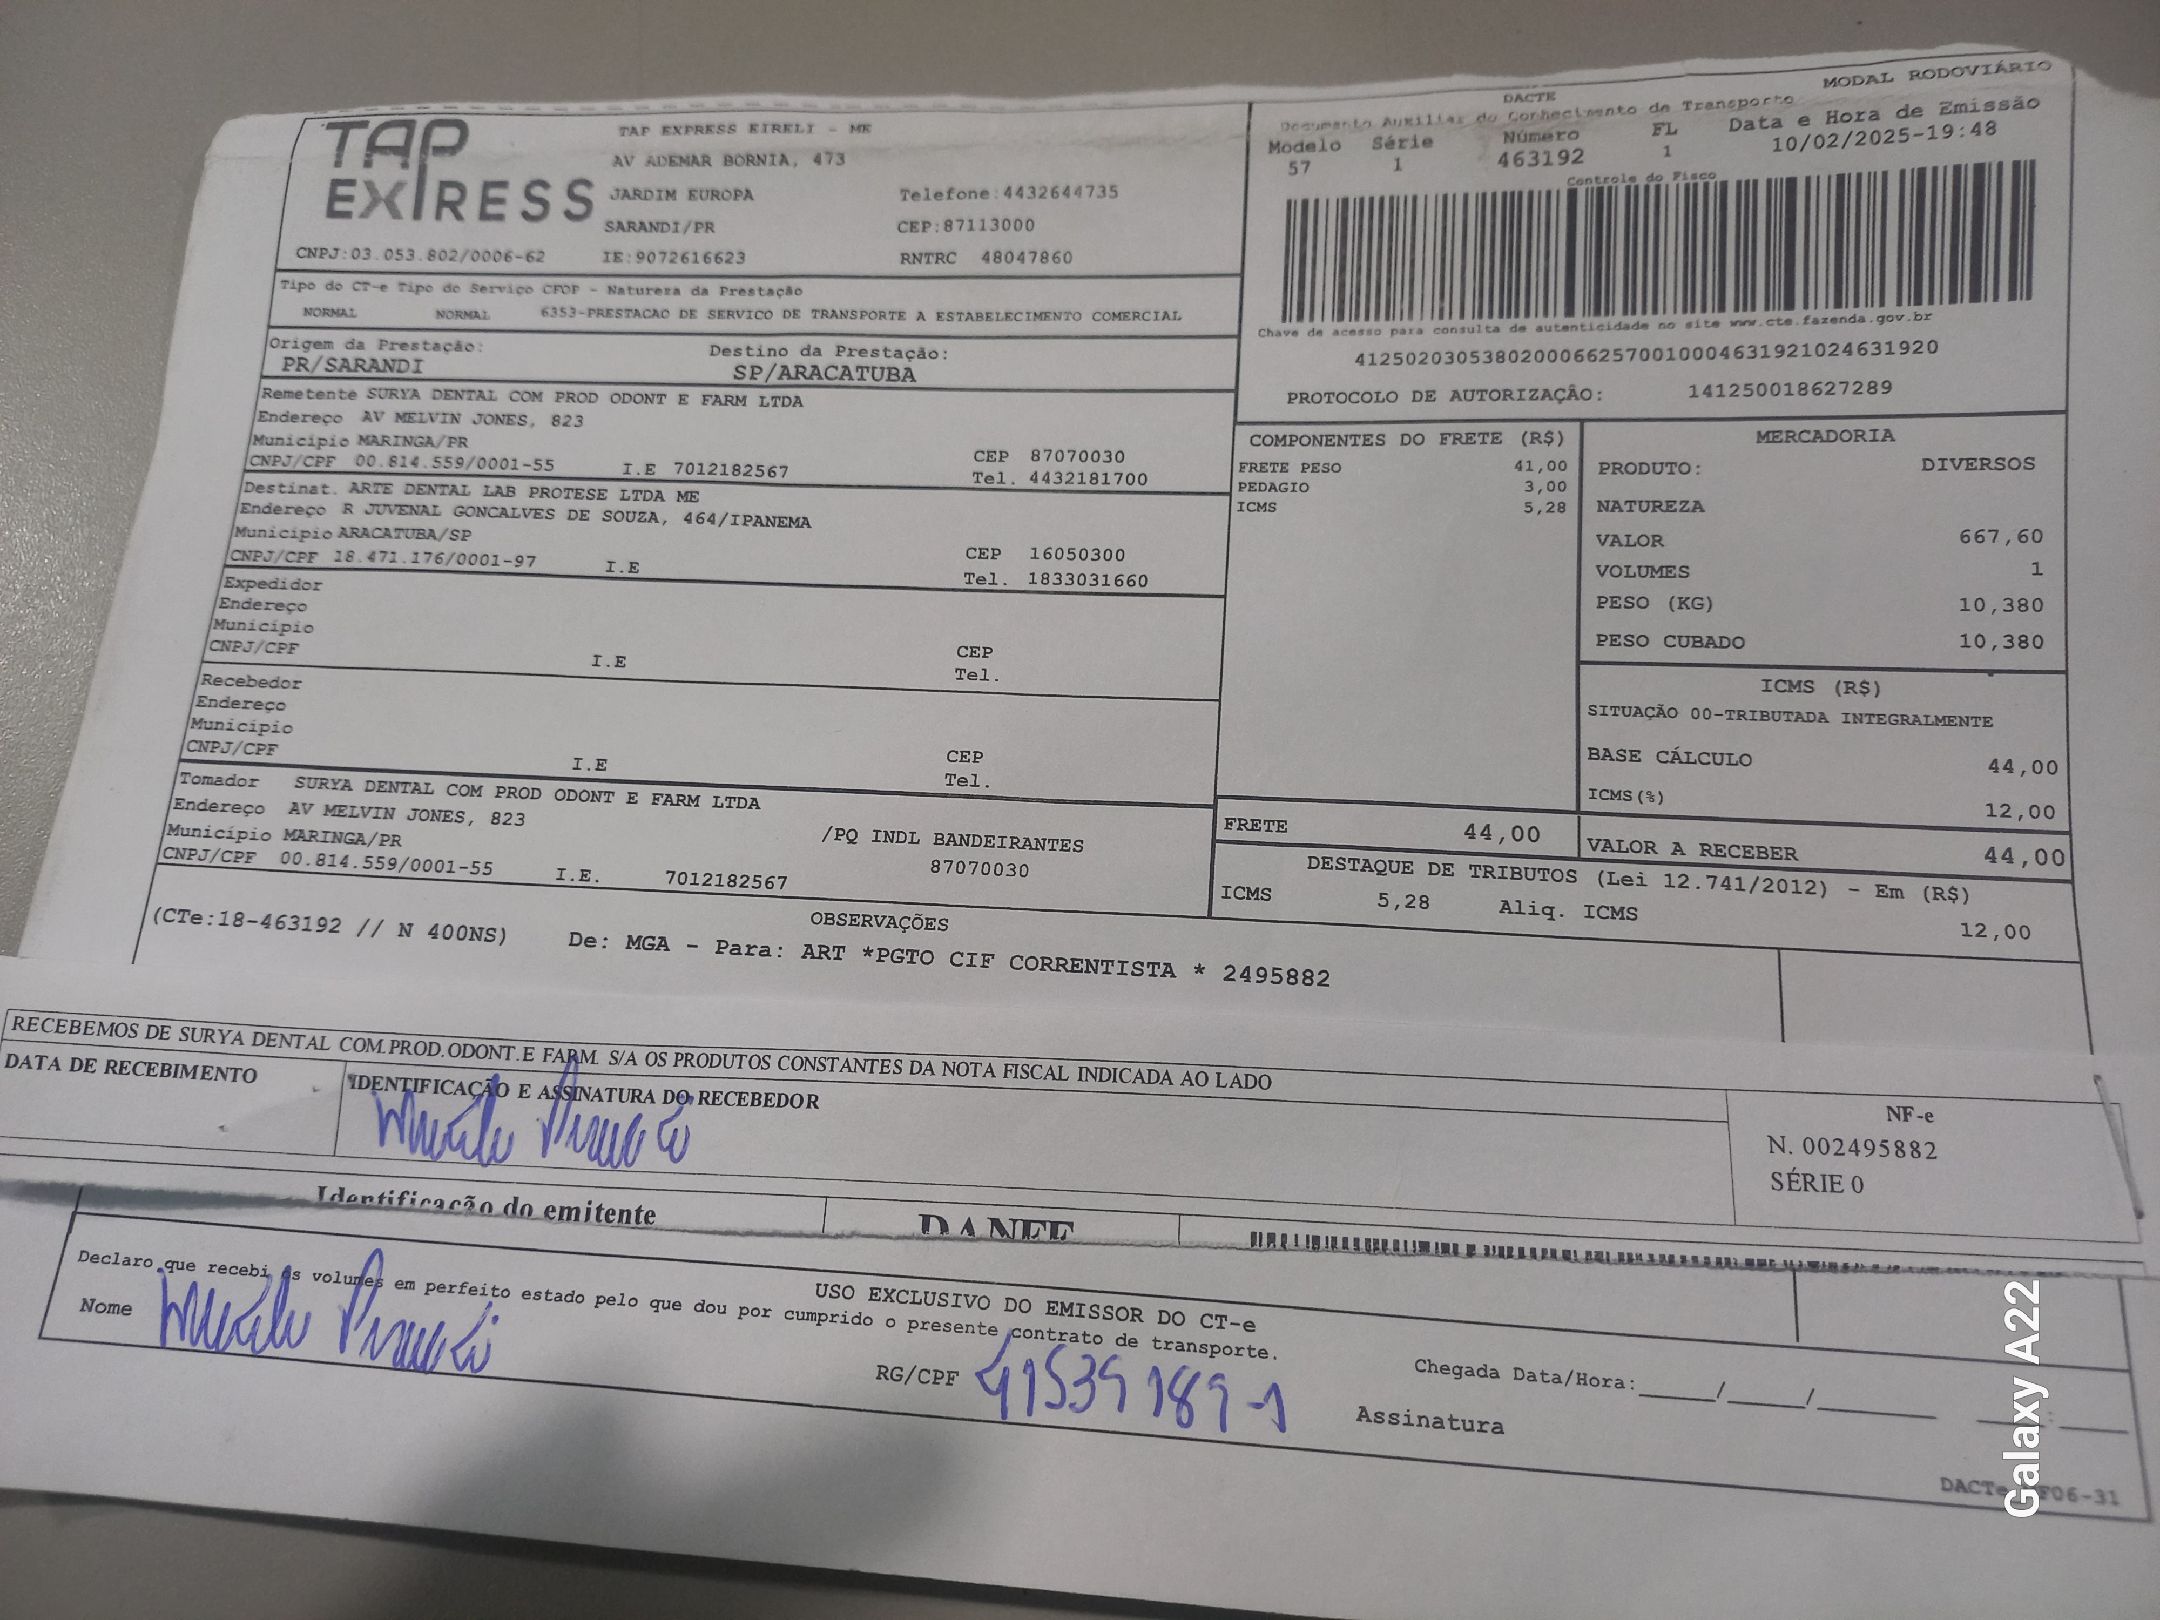 TAP EXPRESS
TAP EXPRESS EIRELI - ME
AV ADEMAR BORNIA, 473
JARDIM EUROPA Telefone:4432644735
SARANDI/PR CEP:87113000
CNPJ:03.053.802/0006-62 IE:9072616623 RNTRC 48047860
MODAL RODOVIÁRIO
DACTE
Documento Auxiliar do Conhecimento de Transporto
Modelo Série Número FL Data e Hora de Emissão
57 1 463192 1 10/02/2025-19:48
Controle do Fisco
Chave de acesso para consulta de autenticidade no site www.cte.fazenda.gov.br
41250203053802000662570010004631921024631920
PROTOCOLO DE AUTORIZAÇÃO: 141250018627289
Tipo do CT-e Tipo do Serviço CFOP - Natureza da Prestação
NORMAL NORMAL 6353-PRESTACAO DE SERVICO DE TRANSPORTE A ESTABELECIMENTO COMERCIAL
Origem da Prestação: Destino da Prestação:
PR/SARANDI SP/ARACATUBA
Remetente SURYA DENTAL COM PROD ODONT E FARM LTDA
Endereço AV MELVIN JONES, 823
Município MARINGA/PR CEP 87070030
CNPJ/CPF 00.814.559/0001-55 I.E 7012182567 Tel. 4432181700
Destinat. ARTE DENTAL LAB PROTESE LTDA ME
Endereço R JUVENAL GONCALVES DE SOUZA, 464/IPANEMA
Município ARACATUBA/SP CEP 16050300
CNPJ/CPF 18.471.176/0001-97 I.E Tel. 1833031660
Expedidor
Endereço
Município CEP
CNPJ/CPF I.E Tel.
Recebedor
Endereço
Município CEP
CNPJ/CPF I.E Tel.
Tomador SURYA DENTAL COM PROD ODONT E FARM LTDA
Endereço AV MELVIN JONES, 823 /PQ INDL BANDEIRANTES
Município MARINGA/PR 87070030
CNPJ/CPF 00.814.559/0001-55 I.E. 7012182567
COMPONENTES DO FRETE (R$)
FRETE PESO 41,00
PEDAGIO 3,00
ICMS 5,28
MERCADORIA
PRODUTO: DIVERSOS
NATUREZA
VALOR 667,60
VOLUMES 1
PESO (KG) 10,380
PESO CUBADO 10,380
ICMS (R$)
SITUAÇÃO 00-TRIBUTADA INTEGRALMENTE
BASE CÁLCULO 44,00
ICMS(%) 12,00
FRETE 44,00 VALOR A RECEBER 44,00
DESTAQUE DE TRIBUTOS (Lei 12.741/2012) - Em (R$)
ICMS 5,28 Aliq. ICMS 12,00
OBSERVAÇÕES
(CTe:18-463192 // N 400NS) De: MGA - Para: ART *PGTO CIF CORRENTISTA * 2495882
RECEBEMOS DE SURYA DENTAL COM.PROD.ODONT.E FARM. S/A OS PRODUTOS CONSTANTES DA NOTA FISCAL INDICADA AO LADO
DATA DE RECEBIMENTO IDENTIFICAÇÃO E ASSINATURA DO RECEBEDOR
NF-e
N. 002495882
SÉRIE 0
Identificação do emitente DANFE
USO EXCLUSIVO DO EMISSOR DO CT-e
Declaro que recebi os volumes em perfeito estado pelo que dou por cumprido o presente contrato de transporte.
Nome
RG/CPF 41539189-1 Chegada Data/Hora:_____/_____/_______ ____:____
Assinatura
F06-31
Galaxy A22